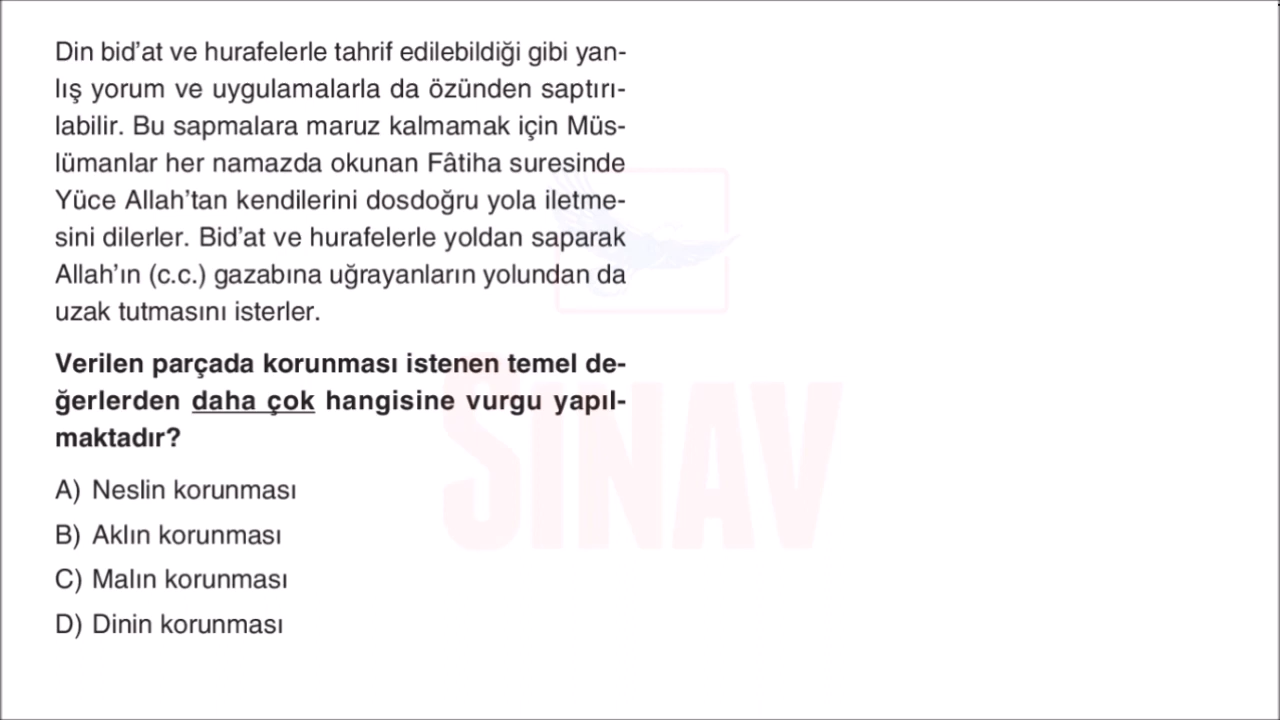 Din bid’at ve hurafelerle tahrif edilebildiği gibi yan-
lış yorum ve uygulamalarla da özünden saptırı-
labilir. Bu sapmalara maruz kalmamak için Müs-
lümanlar her namazda okunan Fâtiha suresinde
Yüce Allah’tan kendilerini dosdoğru yola iletme-
sini dilerler. Bid’at ve hurafelerle yoldan saparak
Allah’ın (c.c.) gazabına uğrayanların yolundan da
uzak tutmasını isterler.
Verilen parçada korunması istenen temel de-
ğerlerden daha çok hangisine vurgu yapıl-
maktadır?
A) Neslin korunması
B) Aklın korunması
C) Malın korunması
D) Dinin korunması
SINAV